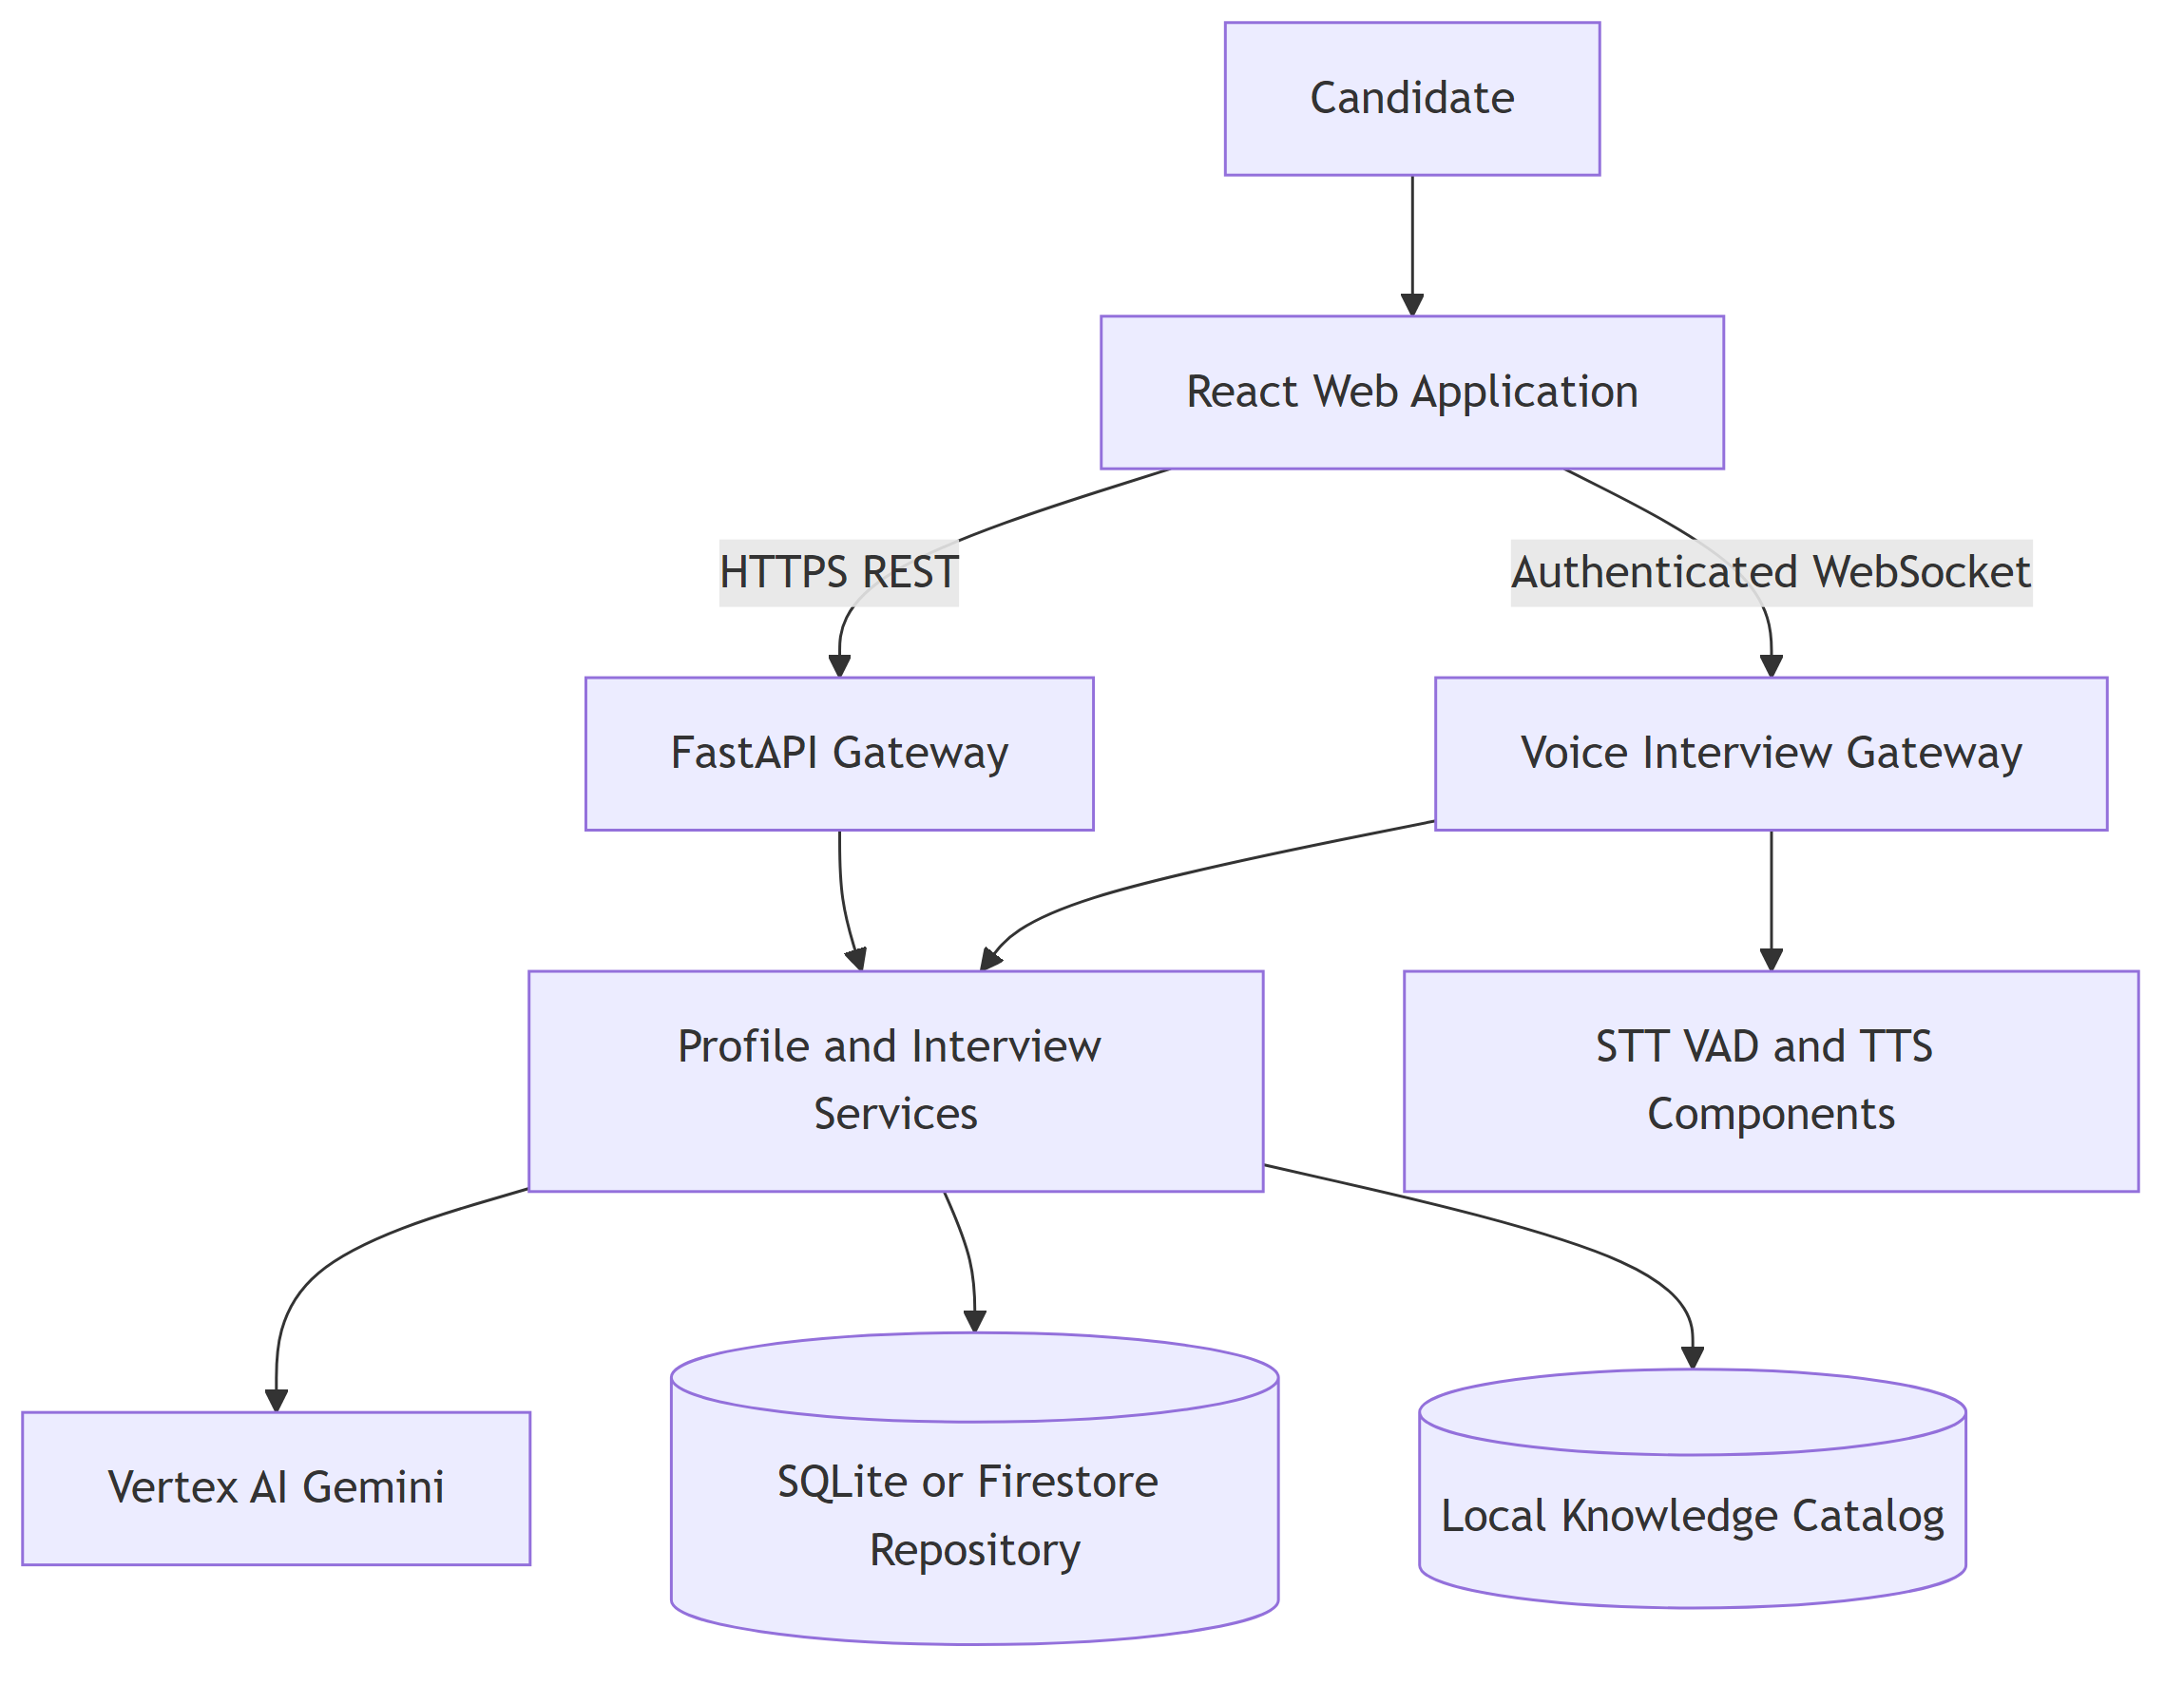 Candidate
React Web Application
HTTPS REST
Authenticated WebSocket
FastAPI Gateway
Voice Interview Gateway
Profile and Interview
Services
STT VAD and TTS
Components
Vertex AI Gemini
SQLite or Firestore
Repository
Local Knowledge Catalog